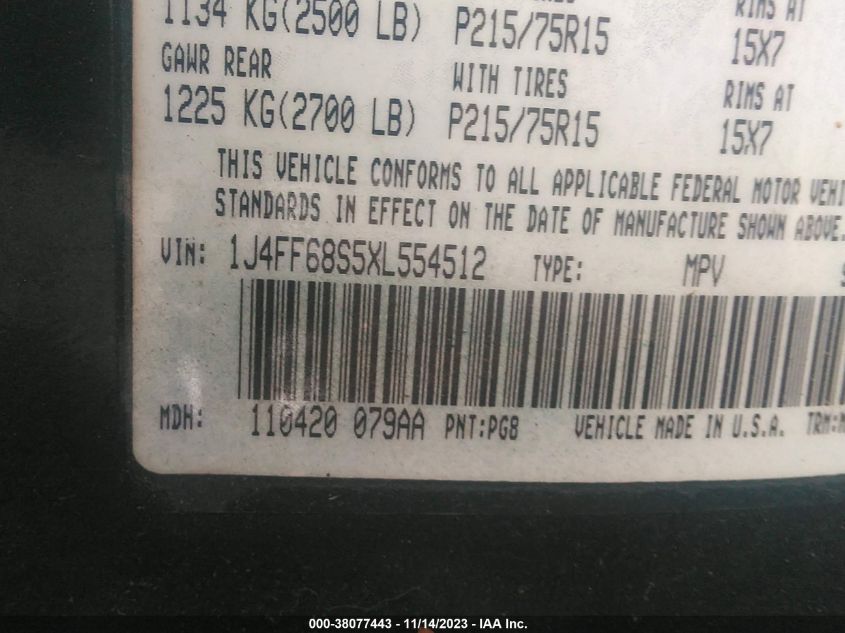 1134 KG(2500 LB) P215/75R15 15X7
RIMS AT
GAWR REAR WITH TIRES RIMS AT
1225 KG(2700 LB) P215/75R15 15X7
THIS VEHICLE CONFORMS TO ALL APPLICABLE FEDERAL MOTOR VEHI
STANDARDS IN EFFECT ON THE DATE OF MANUFACTURE SHOWN ABOVE.
VIN: 1J4FF68S5XL554512 TYPE: MPV
MDH: 110420 079AA PNT:PG8 VEHICLE MADE IN U.S.A. TRM:
000-38077443 - 11/14/2023 - IAA Inc.